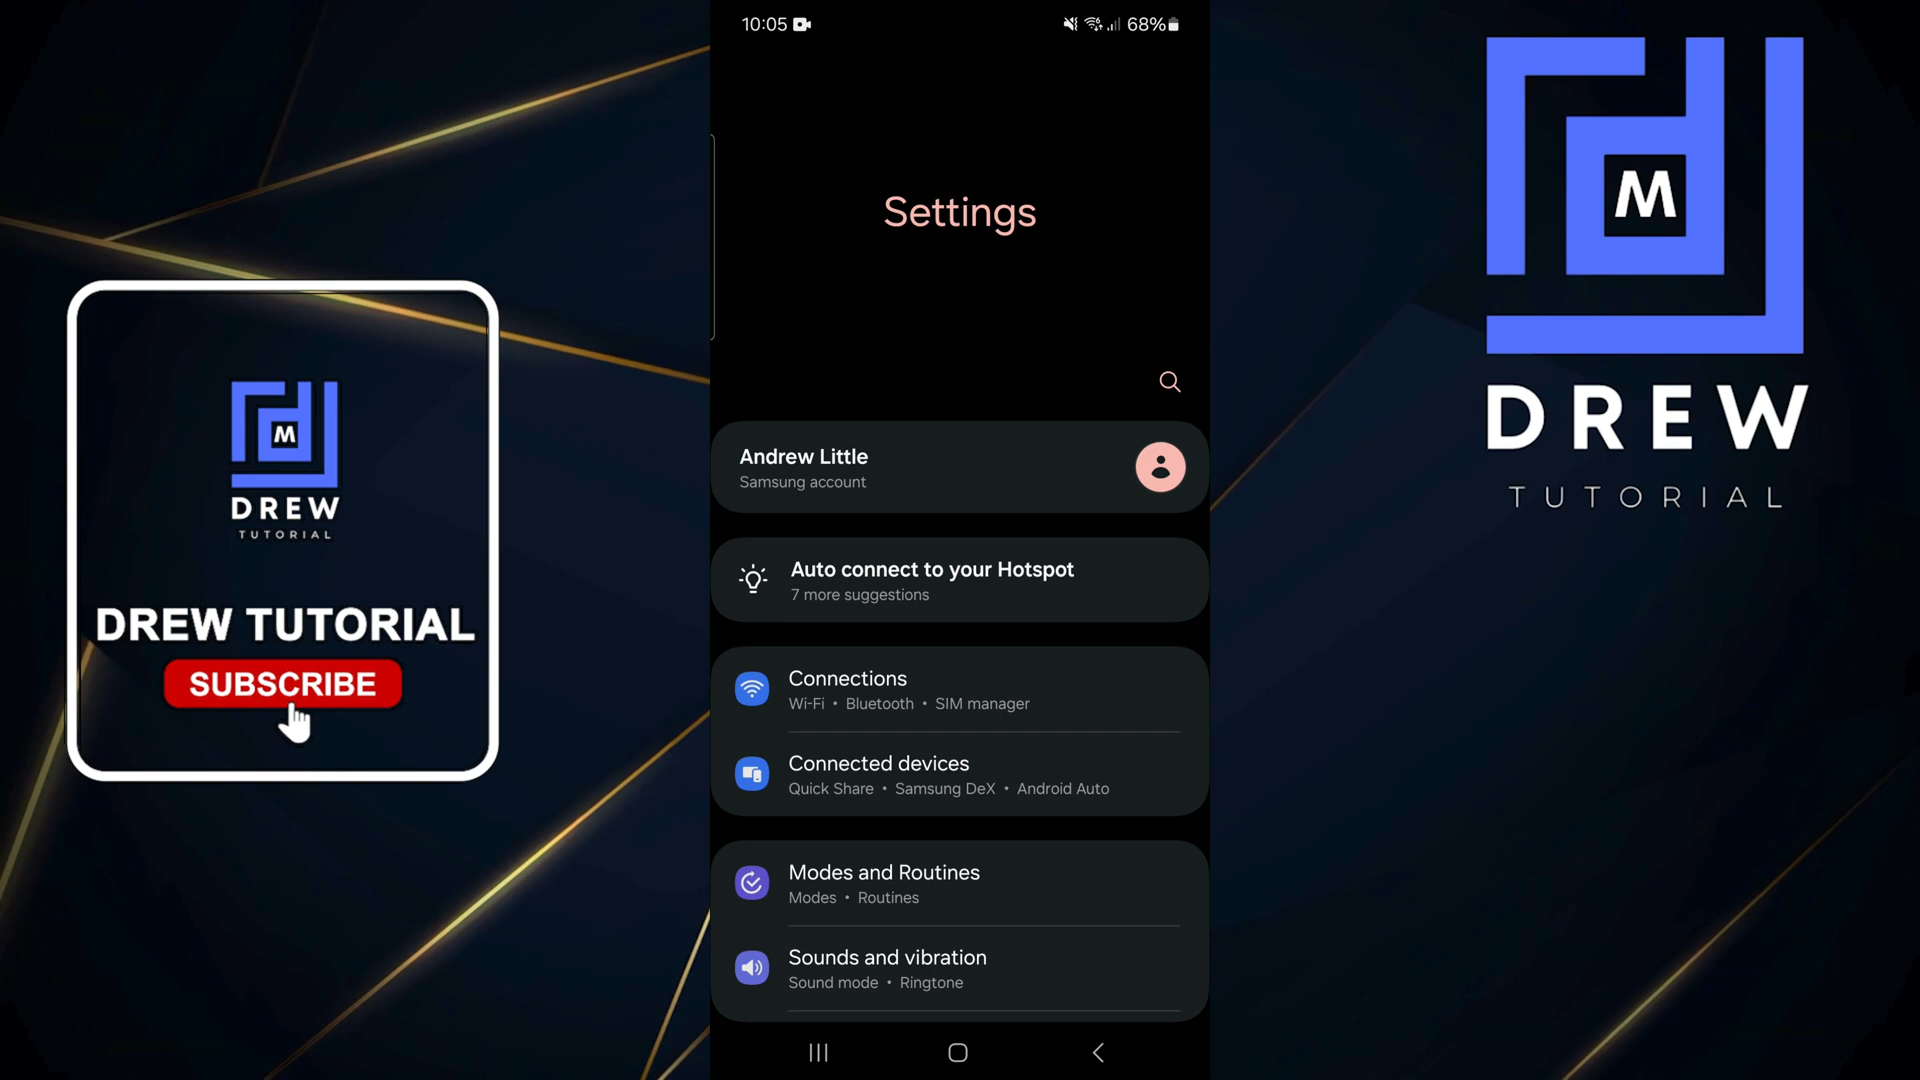 10:05
68%
Settings
Andrew Little
Samsung account
Auto connect to your Hotspot
7 more suggestions
Connections
Wi-Fi • Bluetooth • SIM manager
Connected devices
Quick Share • Samsung DeX • Android Auto
Modes and Routines
Modes • Routines
Sounds and vibration
Sound mode • Ringtone
M
DREW
TUTORIAL
DREW TUTORIAL
SUBSCRIBE
M
DREW
TUTORIAL